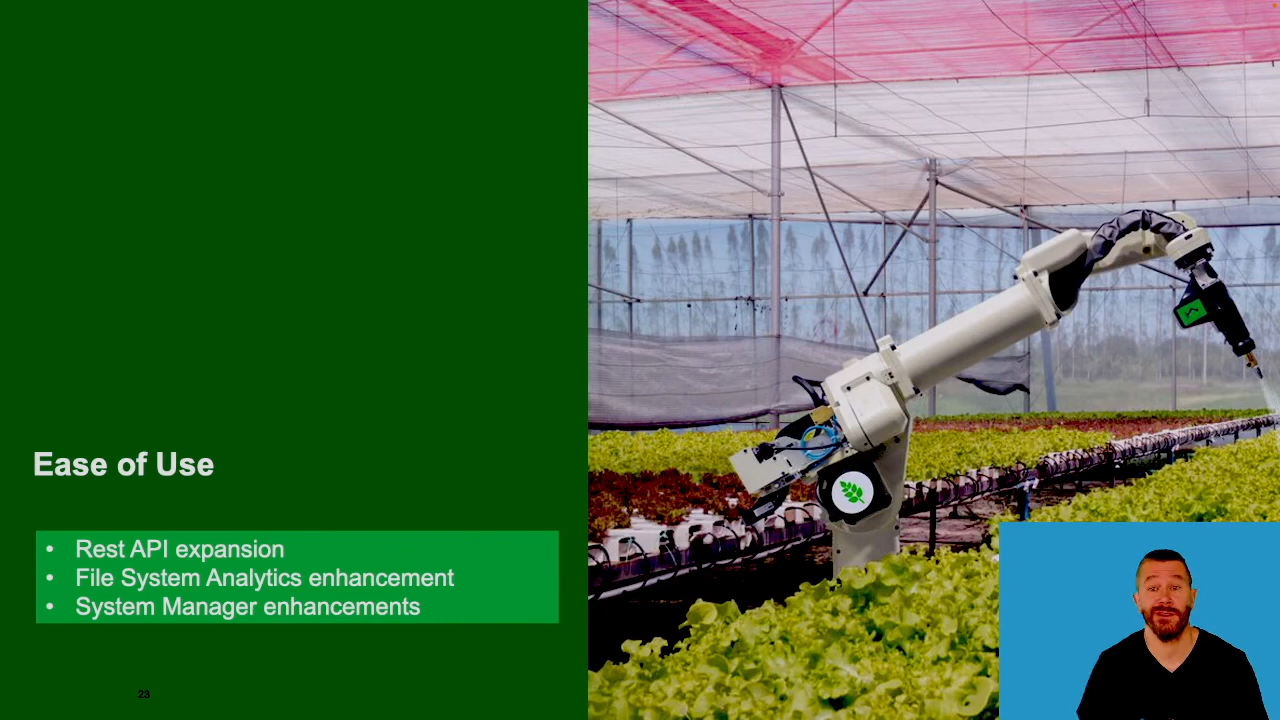 Ease of Use
• Rest API expansion
• File System Analytics enhancement
• System Manager enhancements
23